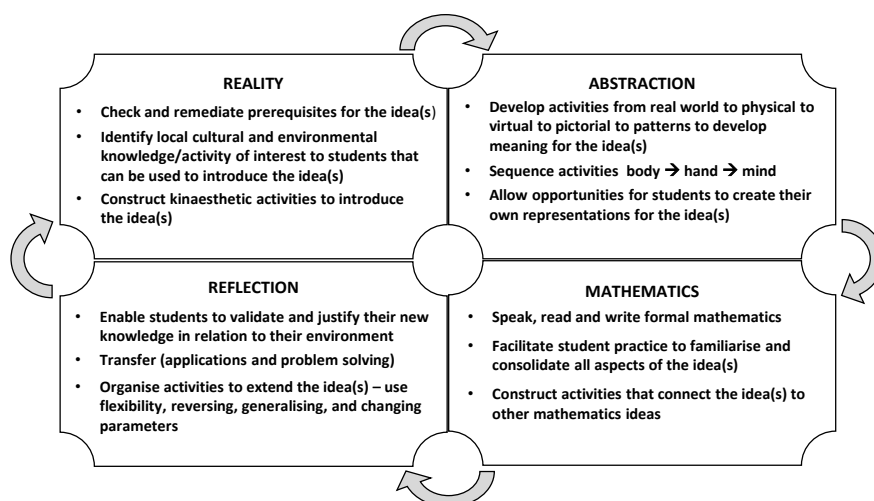 REALITY
• Check and remediate prerequisites for the idea(s)
• Identify local cultural and environmental
knowledge/activity of interest to students that
can be used to introduce the idea(s)
• Construct kinaesthetic activities to introduce
the idea(s)
ABSTRACTION
• Develop activities from real world to physical to
virtual to pictorial to patterns to develop
meaning for the idea(s)
• Sequence activities body → hand → mind
• Allow opportunities for students to create their
own representations for the idea(s)
REFLECTION
• Enable students to validate and justify their new
knowledge in relation to their environment
• Transfer (applications and problem solving)
• Organise activities to extend the idea(s) – use
flexibility, reversing, generalising, and changing
parameters
MATHEMATICS
• Speak, read and write formal mathematics
• Facilitate student practice to familiarise and
consolidate all aspects of the idea(s)
• Construct activities that connect the idea(s) to
other mathematics ideas